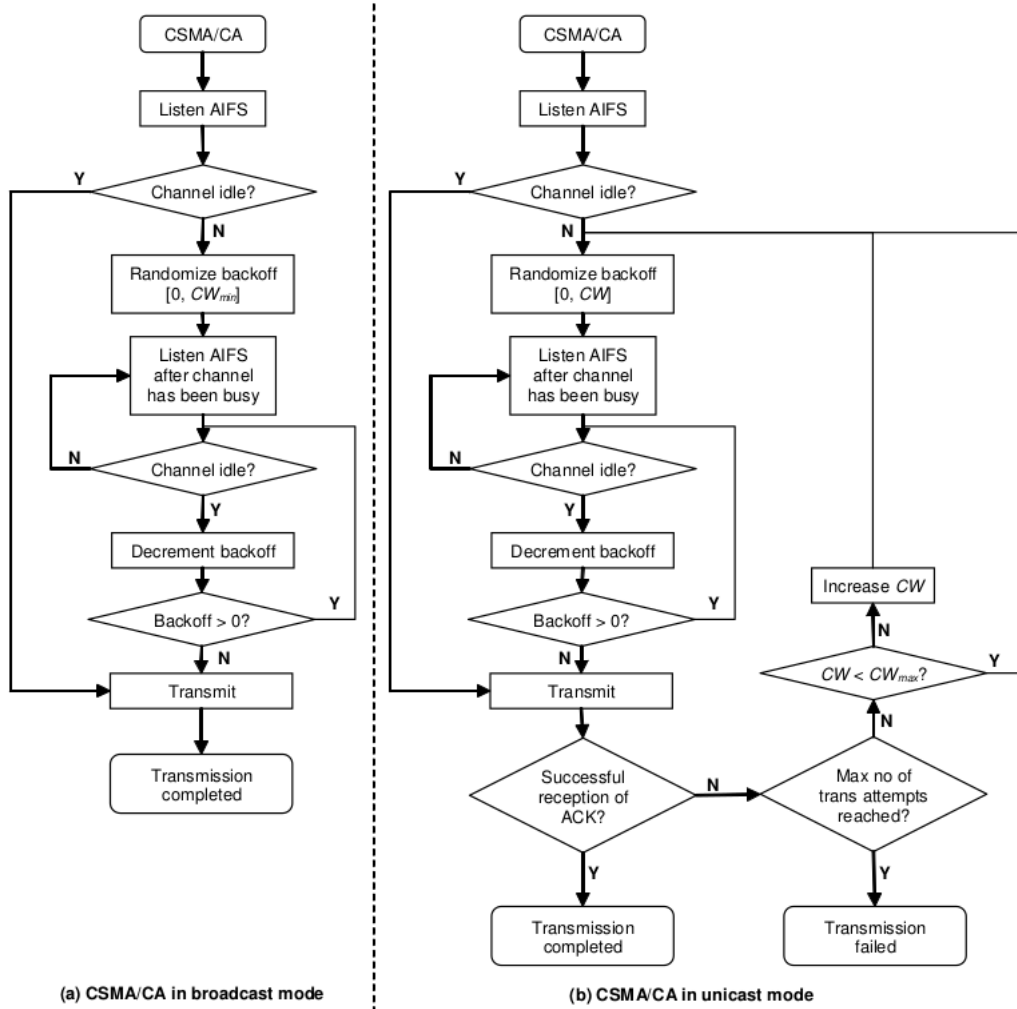 CSMA/CA
Listen AIFS
Channel idle?
Y
N
Randomize backoff
[0, CWmin]
Listen AIFS
after channel
has been busy
Channel idle?
N
Y
Decrement backoff
Backoff > 0?
Y
N
Transmit
Transmission
completed
(a) CSMA/CA in broadcast mode
CSMA/CA
Listen AIFS
Channel idle?
Y
N
Randomize backoff
[0, CW]
Listen AIFS
after channel
has been busy
Channel idle?
N
Y
Decrement backoff
Backoff > 0?
Y
N
Transmit
Successful
reception of
ACK?
N
Y
Transmission
completed
Max no of
trans attempts
reached?
N
Y
Transmission
failed
CW < CWmax?
Y
N
Increase CW
(b) CSMA/CA in unicast mode